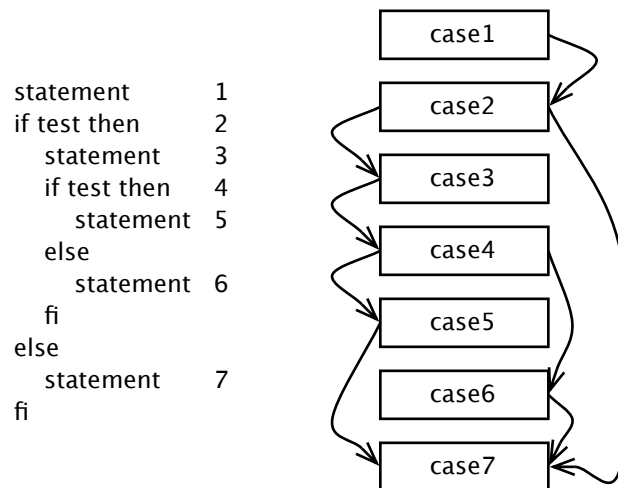 statement 1
if test then 2
statement 3
if test then 4
statement 5
else
statement 6
fi
else
statement 7
fi
case1
case2
case3
case4
case5
case6
case7